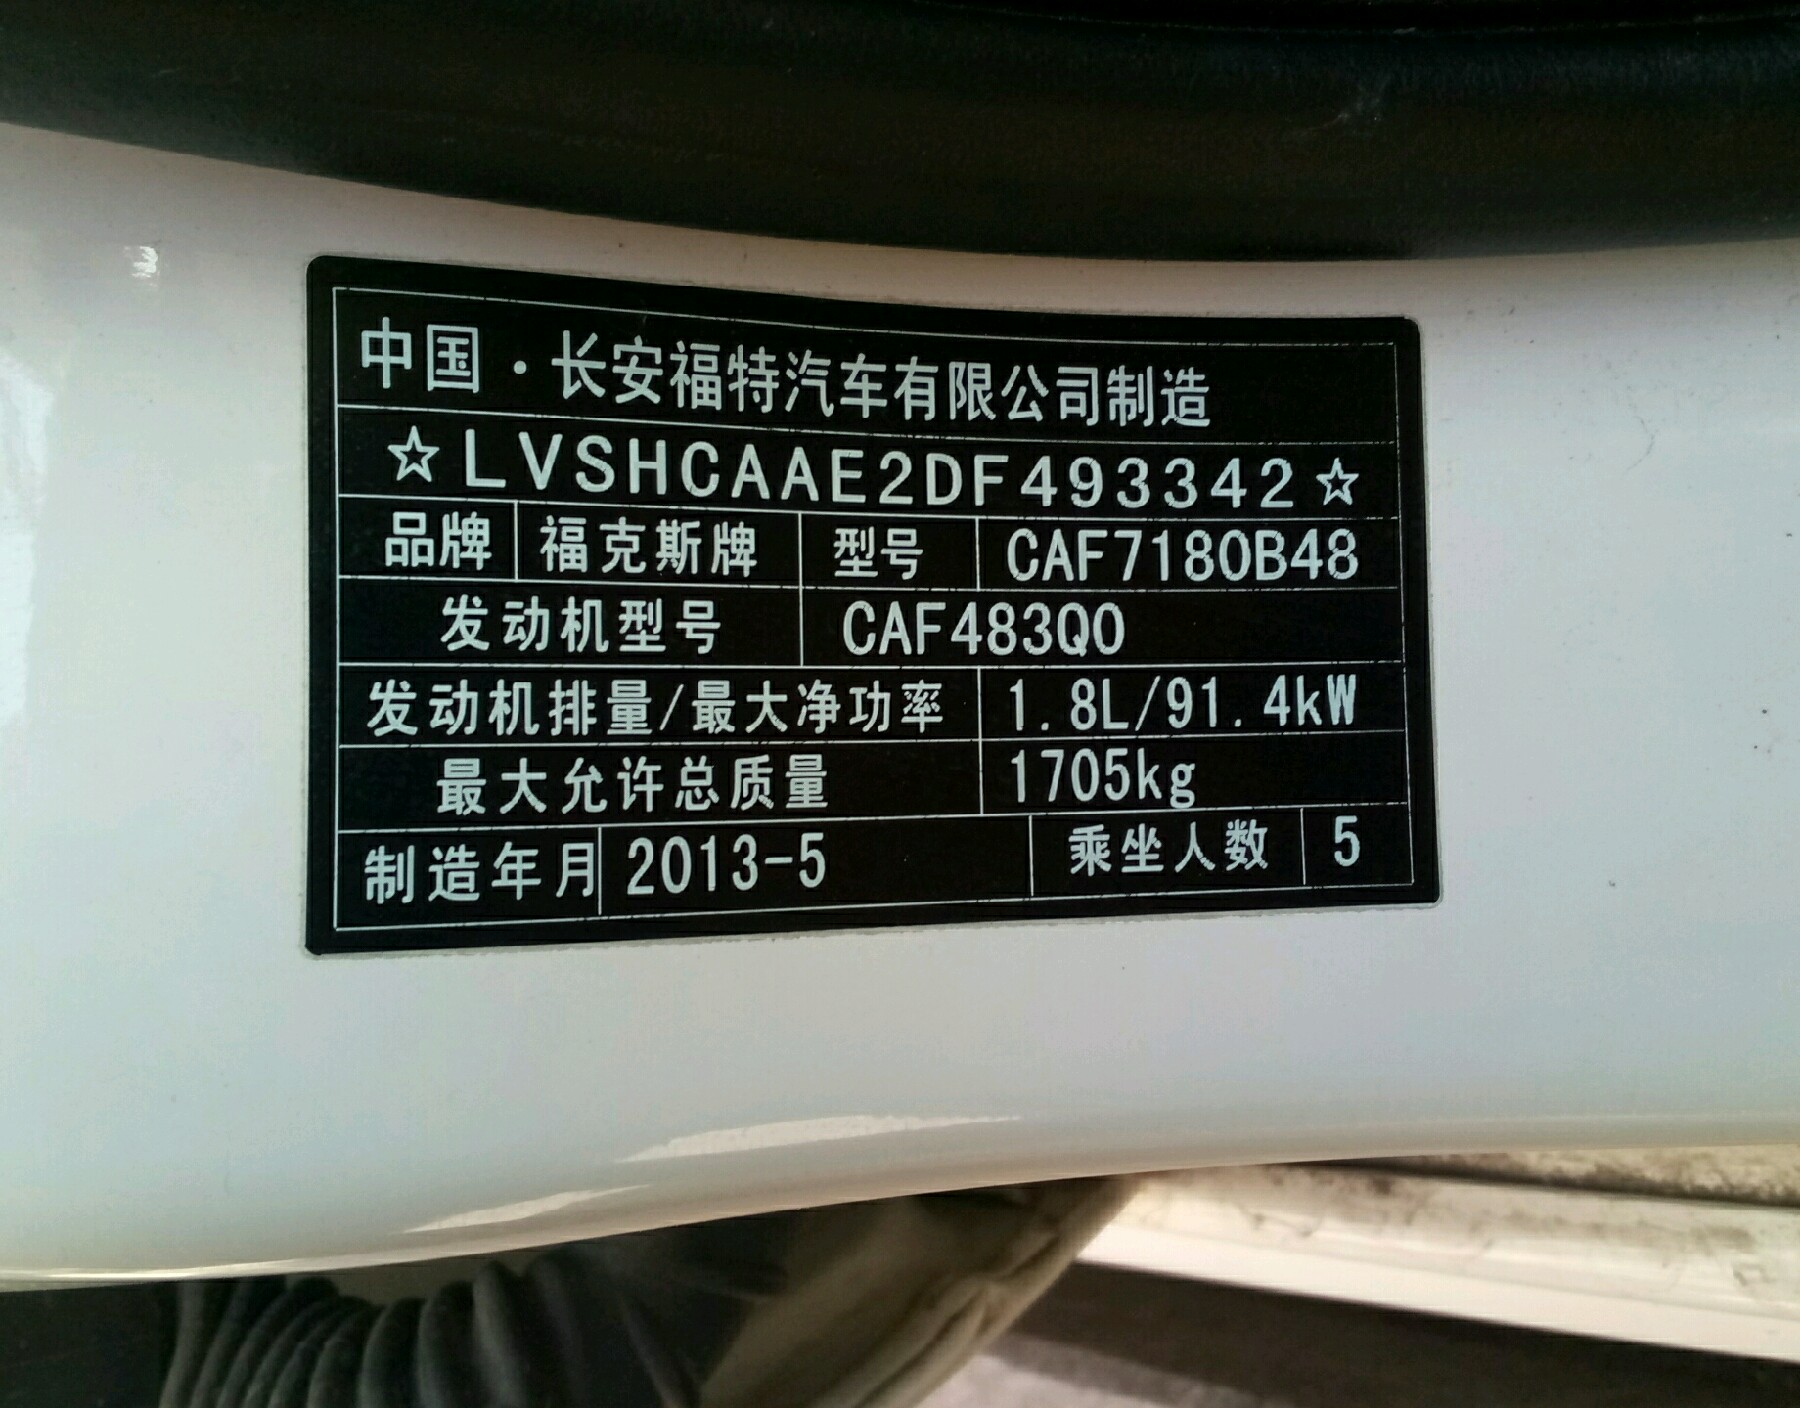 中国·长安福特汽车有限公司制造
☆LVSHCAAE2DF493342☆
品牌 福克斯牌 型号 CAF7180B48
发动机型号 CAF483Q0
发动机排量/最大净功率 1.8L/91.4kW
最大允许总质量 1705kg
制造年月 2013-5 乘坐人数 5